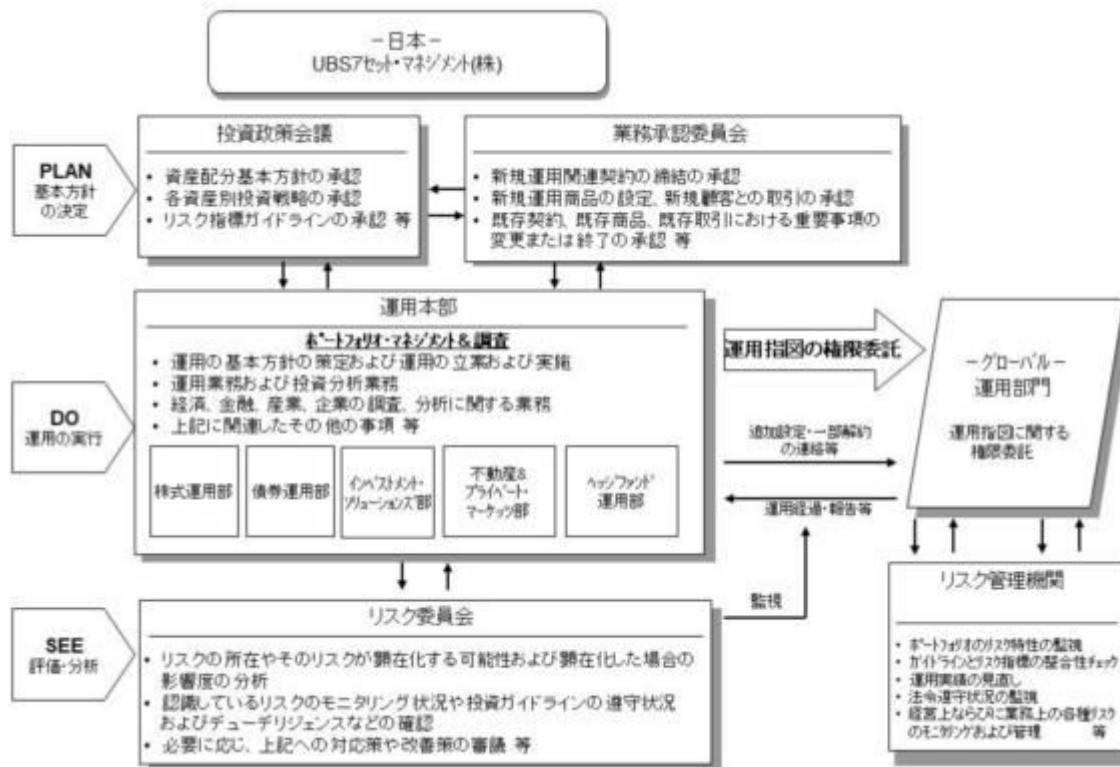 －日本－
UBSアセット・マネジメント(株)
投資政策会議
• 資産配分基本方針の承認
• 各資産別投資戦略の承認
• リスク指標ガイドラインの承認 等
業務承認委員会
• 新規運用関連契約の締結の承認
• 新規運用商品の設定、新規顧客との取引の承認
• 既存契約、既存商品、既存取引における重要事項の
変更または終了の承認 等
PLAN
基本方針
の決定
運用本部
ポートフォリオ・マネジメント＆調査
• 運用の基本方針の策定および運用の立案および実施
• 運用業務および投資分析業務
• 経済、金融、産業、企業の調査、分析に関する業務
• 上記に関連したその他の事項 等
DO
運用の実行
株式運用部
債券運用部
インベストメント・
ソリューションズ部
不動産＆
プライベート・
マーケッツ部
ヘッジファンド
運用部
運用指図の権限委託
追加設定・一部解約
の連絡等
運用経過・報告等
－グローバル－
運用部門
運用指図に関する
権限委託
監視
SEE
評価・分析
リスク委員会
• リスクの所在やそのリスクが顕在化する可能性および顕在化した場合の
影響度の分析
• 認識しているリスクのモニタリング状況や投資ガイドラインの遵守状況
およびデューデリジェンスなどの確認
• 必要に応じ、上記への対応策や改善策の審議 等
リスク管理機関
• ポートフォリオのリスク特性の監視
• ガイドラインとリスク指標の整合性チェック
• 運用実績の見直し
• 法令遵守状況の監視
• 経営上ならびに業務上の各種リスク
のモニタリングおよび管理 等